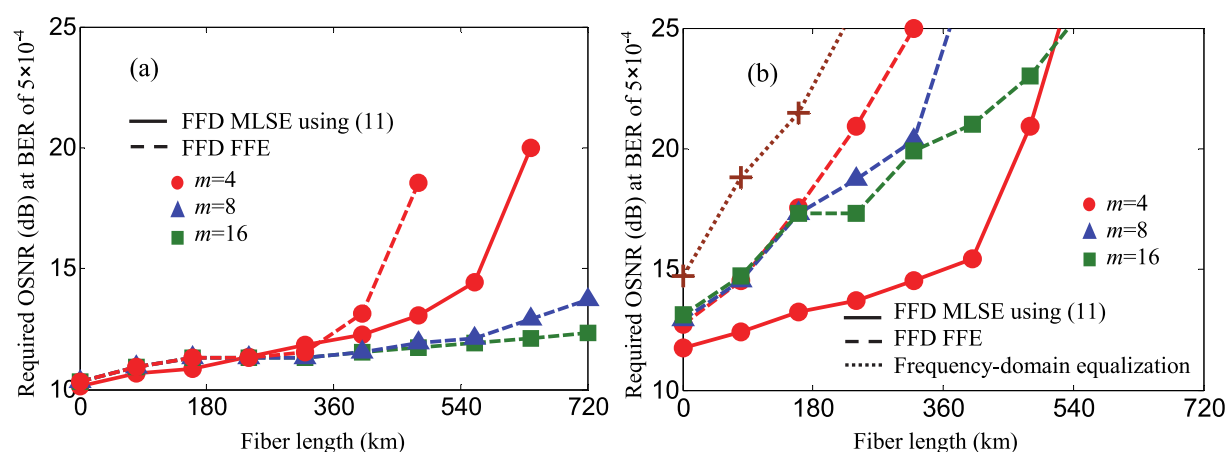 Required OSNR (dB) at BER of 5×10⁻⁴
25
20
15
10
(a)
FFD MLSE using (11)
FFD FFE
m=4
m=8
m=16
0
180
360
540
720
Fiber length (km)
Required OSNR (dB) at BER of 5×10⁻⁴
25
20
15
10
(b)
m=4
m=8
m=16
FFD MLSE using (11)
FFD FFE
Frequency-domain equalization
0
180
360
540
720
Fiber length (km)